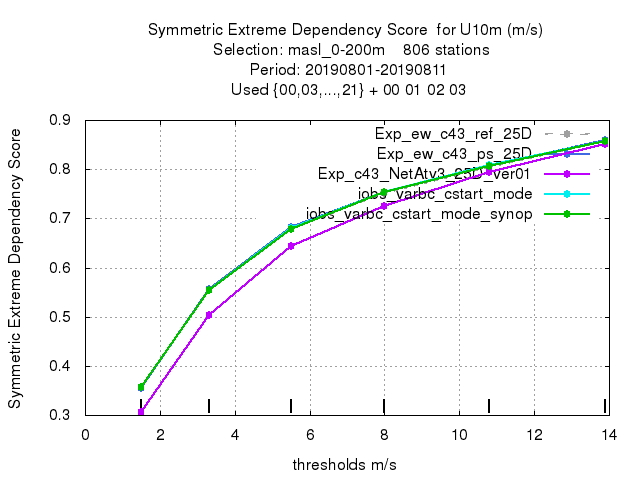 Symmetric Extreme Dependency Score for U10m (m/s)
Selection: masl_0-200m 806 stations
Period: 20190801-20190811
Used {00,03,...,21} + 00 01 02 03
Symmetric Extreme Dependency Score
0.9
0.8
0.7
0.6
0.5
0.4
0.3
Exp_ew_c43_ref_25D
Exp_ew_c43_ps_25D
Exp_c43_NetAtv3_25D_ver01
iobs_varbc_cstart_mode
iobs_varbc_cstart_mode_synop
0 2 4 6 8 10 12 14
thresholds m/s